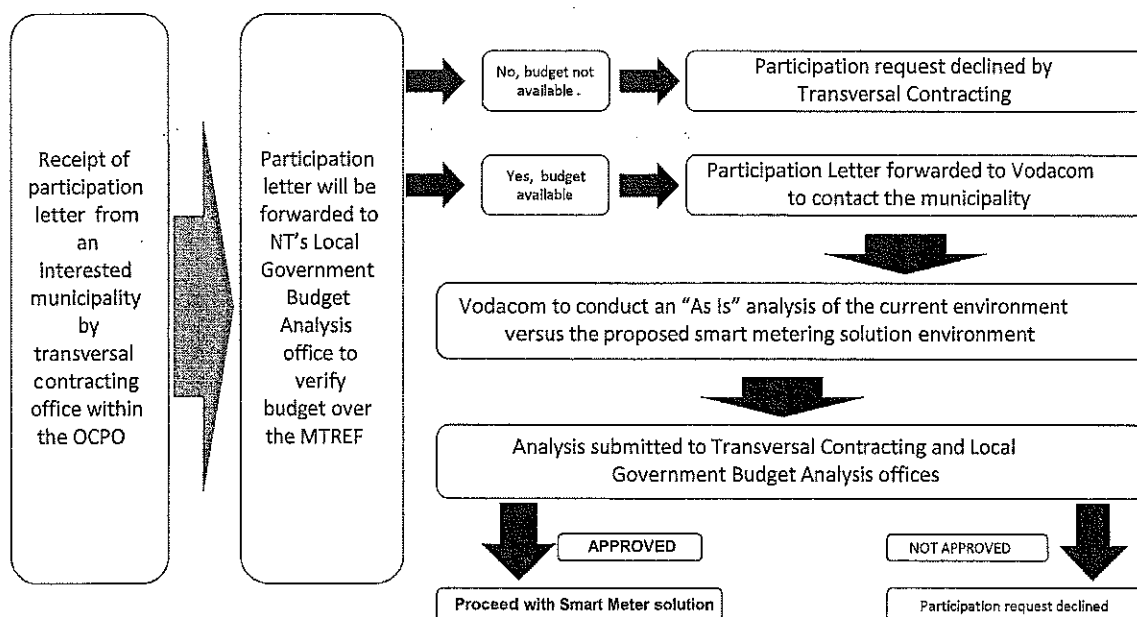 Receipt of
participation
letter from
an
interested
municipality
by
transversal
contracting
office within
the OCPO
Participation
letter will be
forwarded to
NT's Local
Government
Budget
Analysis
office to
verify
budget over
the MTREF
No, budget not
available .
Participation request declined by
Transversal Contracting
Yes, budget
available
Participation Letter forwarded to Vodacom
to contact the municipality
Vodacom to conduct an "As is" analysis of the current environment
versus the proposed smart metering solution environment
Analysis submitted to Transversal Contracting and Local
Government Budget Analysis offices
APPROVED
NOT APPROVED
Proceed with Smart Meter solution
Participation request declined